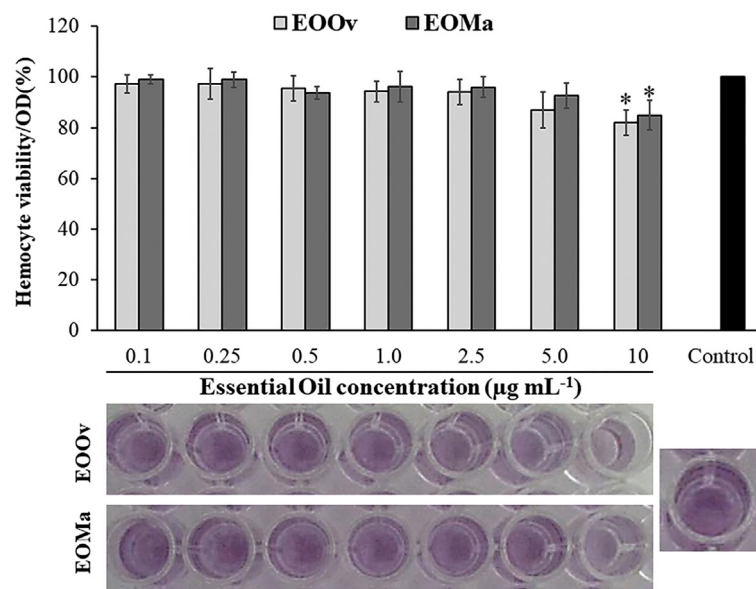 120
EOOv EOMa
100
80
60
40
20
0
Hemocyte viability/OD(%)
* *
0.1 0.25 0.5 1.0 2.5 5.0 10 Control
Essential Oil concentration (µg mL⁻¹)
EOOv
EOMa